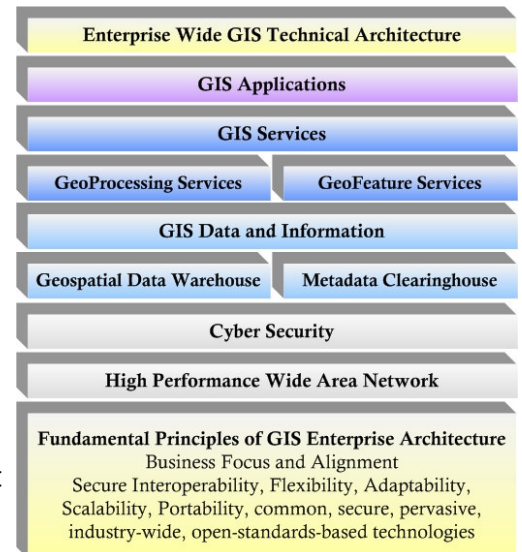 Enterprise Wide GIS Technical Architecture
GIS Applications
GIS Services
GeoProcessing Services
GeoFeature Services
GIS Data and Information
Geospatial Data Warehouse
Metadata Clearinghouse
Cyber Security
High Performance Wide Area Network
Fundamental Principles of GIS Enterprise Architecture
Business Focus and Alignment
Secure Interoperability, Flexibility, Adaptability,
Scalability, Portability, common, secure, pervasive,
industry-wide, open-standards-based technologies